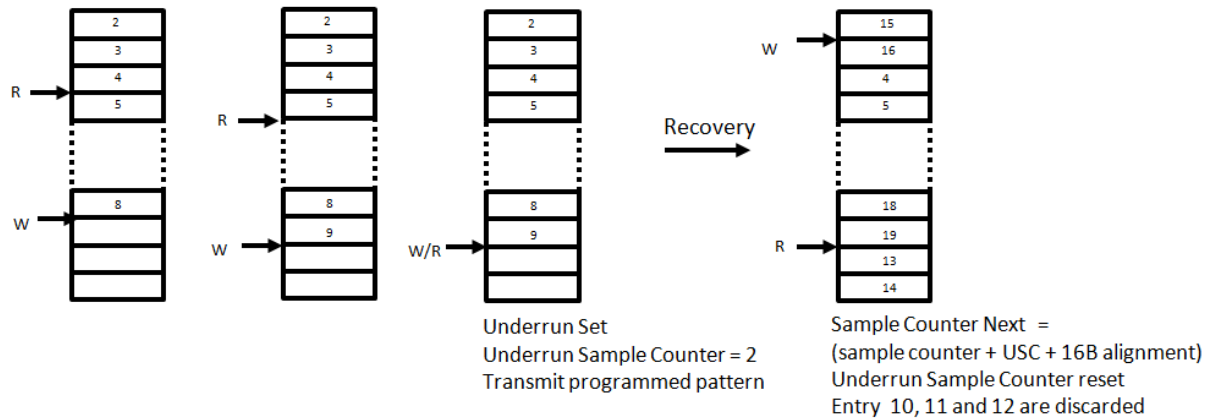 2
3
4
R
5
8
W
2
3
4
5
R
8
9
W
2
3
4
5
8
9
W/R
Underrun Set
Underrun Sample Counter = 2
Transmit programmed pattern
Recovery
15
W
16
4
5
18
19
R
13
14
Sample Counter Next =
(sample counter + USC + 16B alignment)
Underrun Sample Counter reset
Entry 10, 11 and 12 are discarded